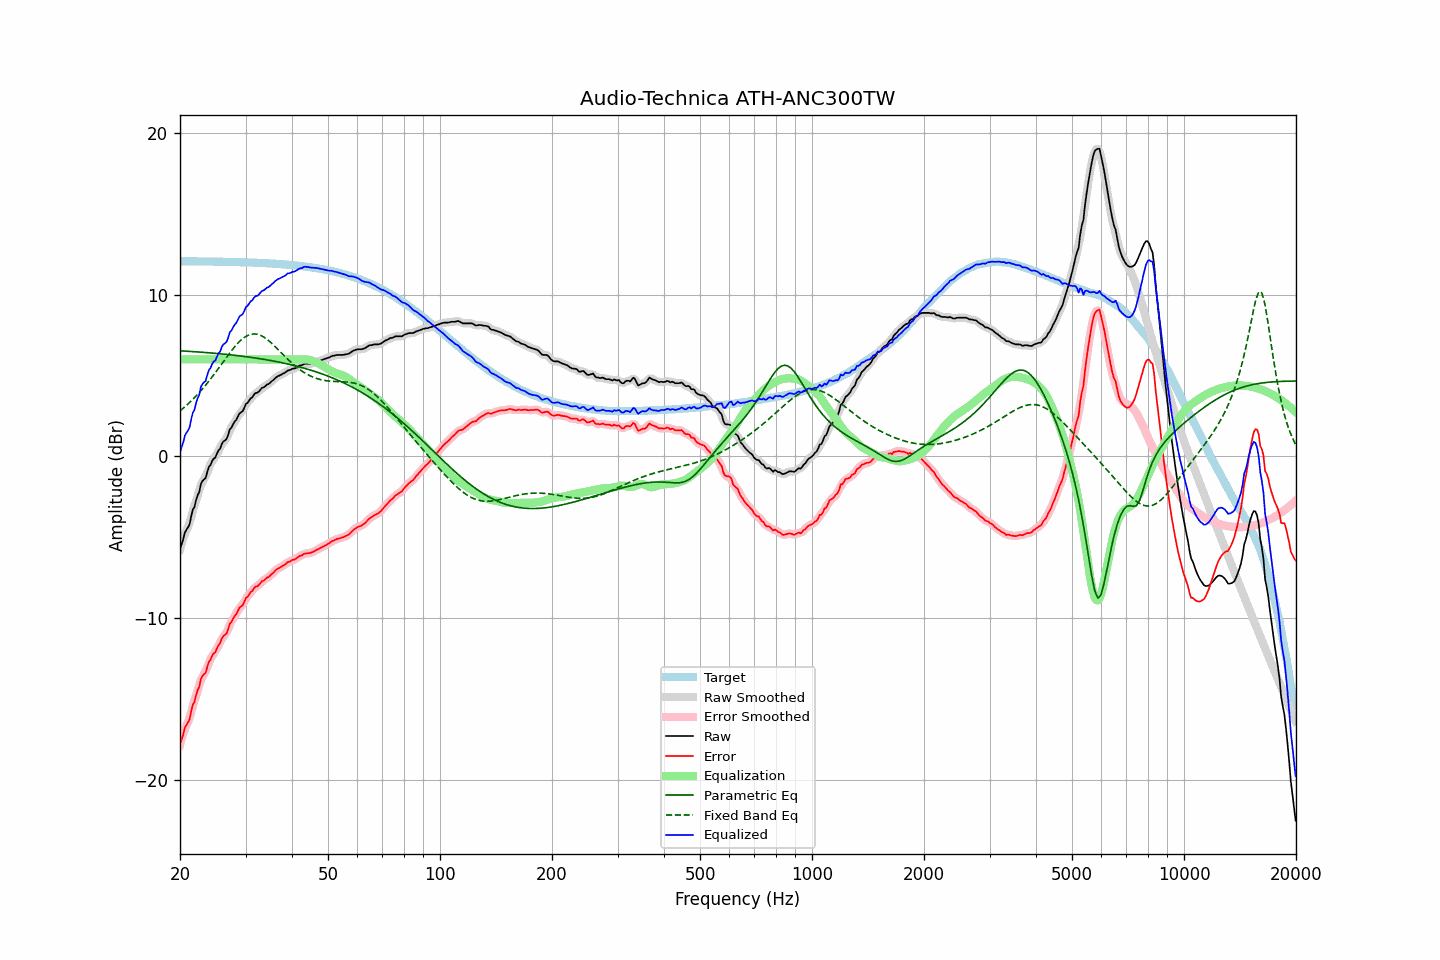 Audio-Technica ATH-ANC300TW
Amplitude (dBr)
20
10
0
−10
−20
Target
Raw Smoothed
Error Smoothed
Raw
Error
Equalization
Parametric Eq
Fixed Band Eq
Equalized
20 50 100 200 500 1000 2000 5000 10000 20000
Frequency (Hz)